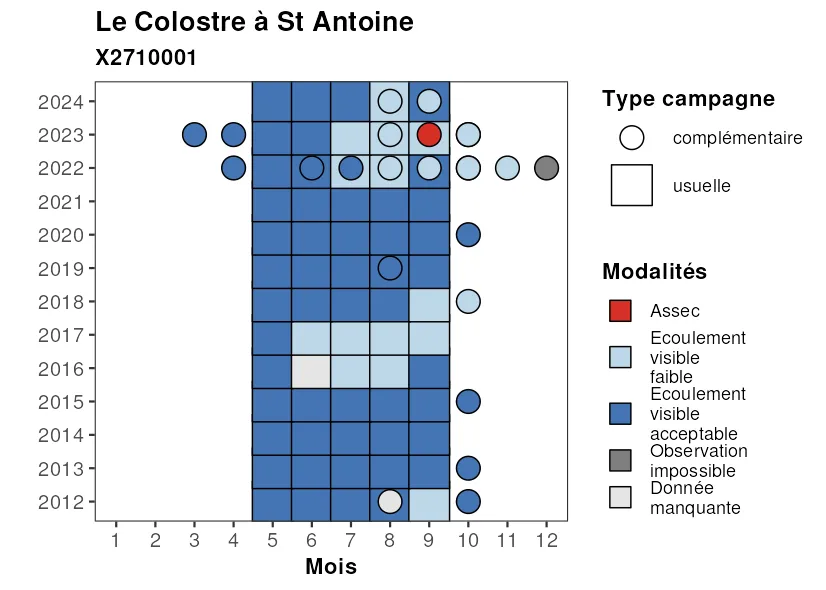 Le Colostre à St Antoine
X2710001
2024
2023
2022
2021
2020
2019
2018
2017
2016
2015
2014
2013
2012
1 2 3 4 5 6 7 8 9 10 11 12
Mois
Type campagne
complémentaire
usuelle
Modalités
Assec
Ecoulement
visible
faible
Ecoulement
visible
acceptable
Observation
impossible
Donnée
manquante